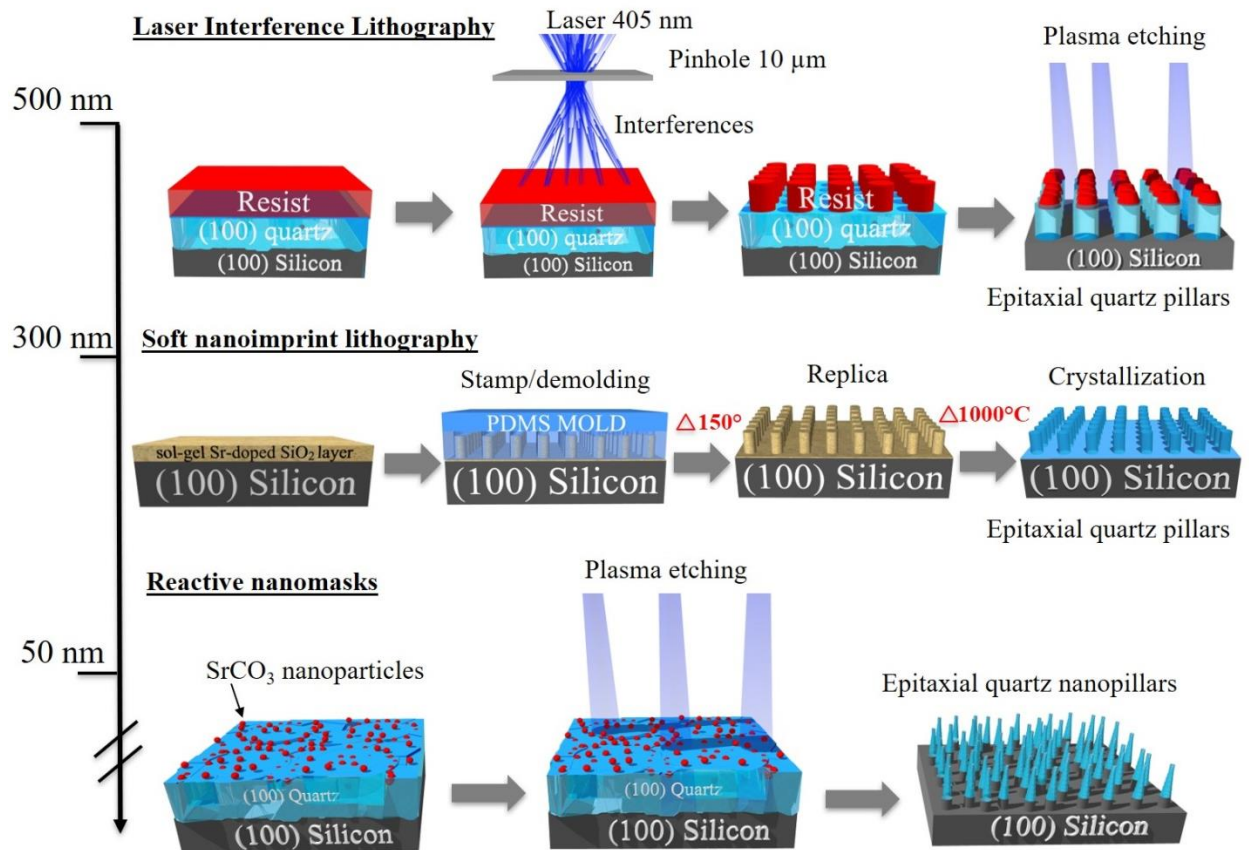 Laser Interference Lithography
Laser 405 nm
Pinhole 10 µm
Interferences
Plasma etching
500 nm
Resist
(100) quartz
(100) Silicon
Resist
(100) quartz
(100) Silicon
Resist
(100) quartz
(100) Silicon
(100) Silicon
Epitaxial quartz pillars
300 nm
Soft nanoimprint lithography
Stamp/demolding
Replica
Crystallization
sol-gel Sr-doped SiO₂ layer
(100) Silicon
PDMS MOLD
(100) Silicon
△150°
(100) Silicon
△1000°C
(100) Silicon
Epitaxial quartz pillars
Reactive nanomasks
Plasma etching
50 nm
SrCO₃ nanoparticles
Epitaxial quartz nanopillars
(100) Quartz
(100) Silicon
(100) Quartz
(100) Silicon
(100) Silicon